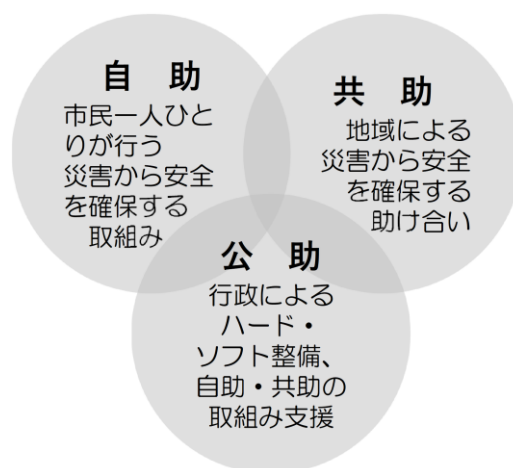 自　助
市民一人ひと
りが行う
災害から安全
を確保する
取組み
共　助
地域による
災害から安全
を確保する
助け合い
公　助
行政による
ハード・
ソフト整備、
自助・共助の
取組み支援